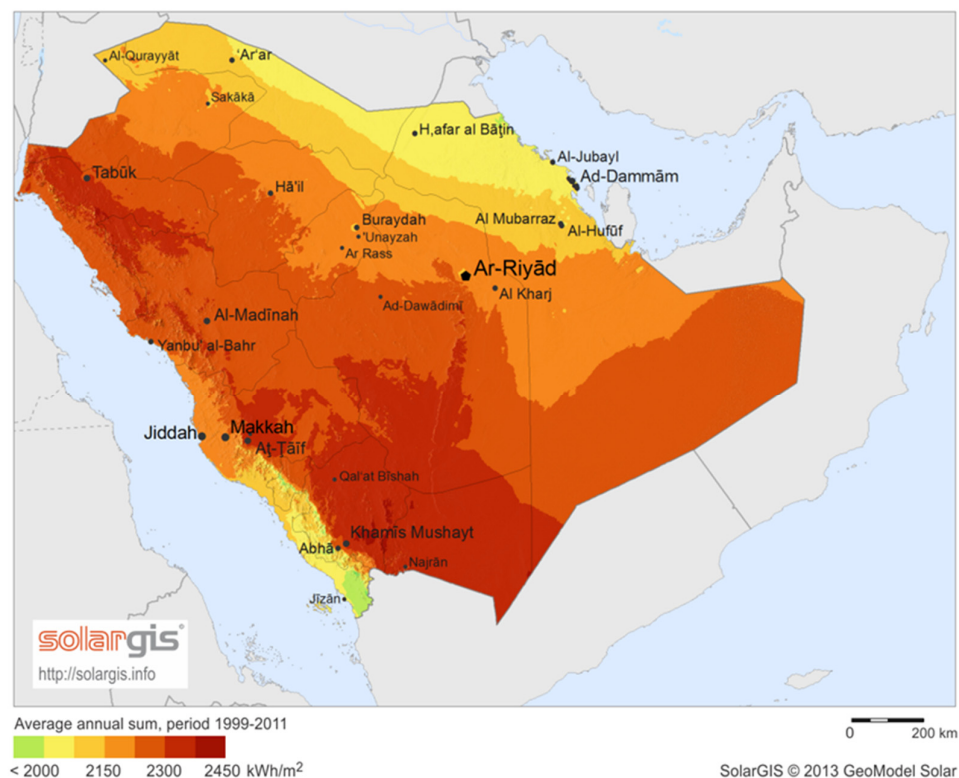 Al-Qurayyāt
'Ar'ar
Sakākā
H,afar al Bāţin
Al-Jubayl
Ad-Dammām
Tabūk
Hā'il
Buraydah
'Unayzah
Ar Rass
Al Mubarraz
Al-Hufūf
Ar-Riyād
Al Kharj
Ad-Dawādimī
Al-Madīnah
Yanbu' al-Bahr
Jiddah
Makkah
Aţ-Ţāīf
Qal'at Bīshah
Khamīs Mushayt
Abhā
Najrān
Jīzān
solargis
http://solargis.info
Average annual sum, period 1999-2011
< 2000 2150 2300 2450 kWh/m²
0 200 km
SolarGIS © 2013 GeoModel Solar